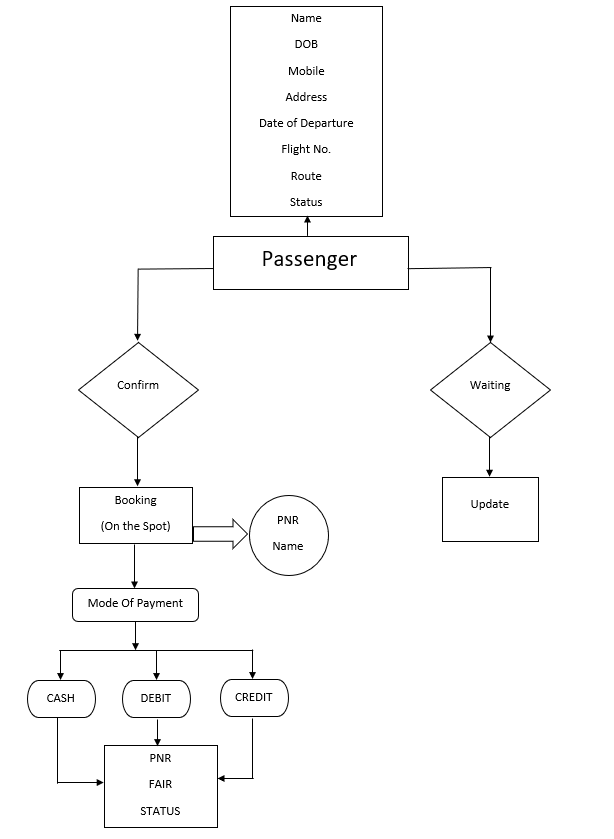 Name
DOB
Mobile
Address
Date of Departure
Flight No.
Route
Status
Passenger
Confirm
Waiting
Booking
(On the Spot)
PNR
Name
Update
Mode Of Payment
CASH
DEBIT
CREDIT
PNR
FAIR
STATUS